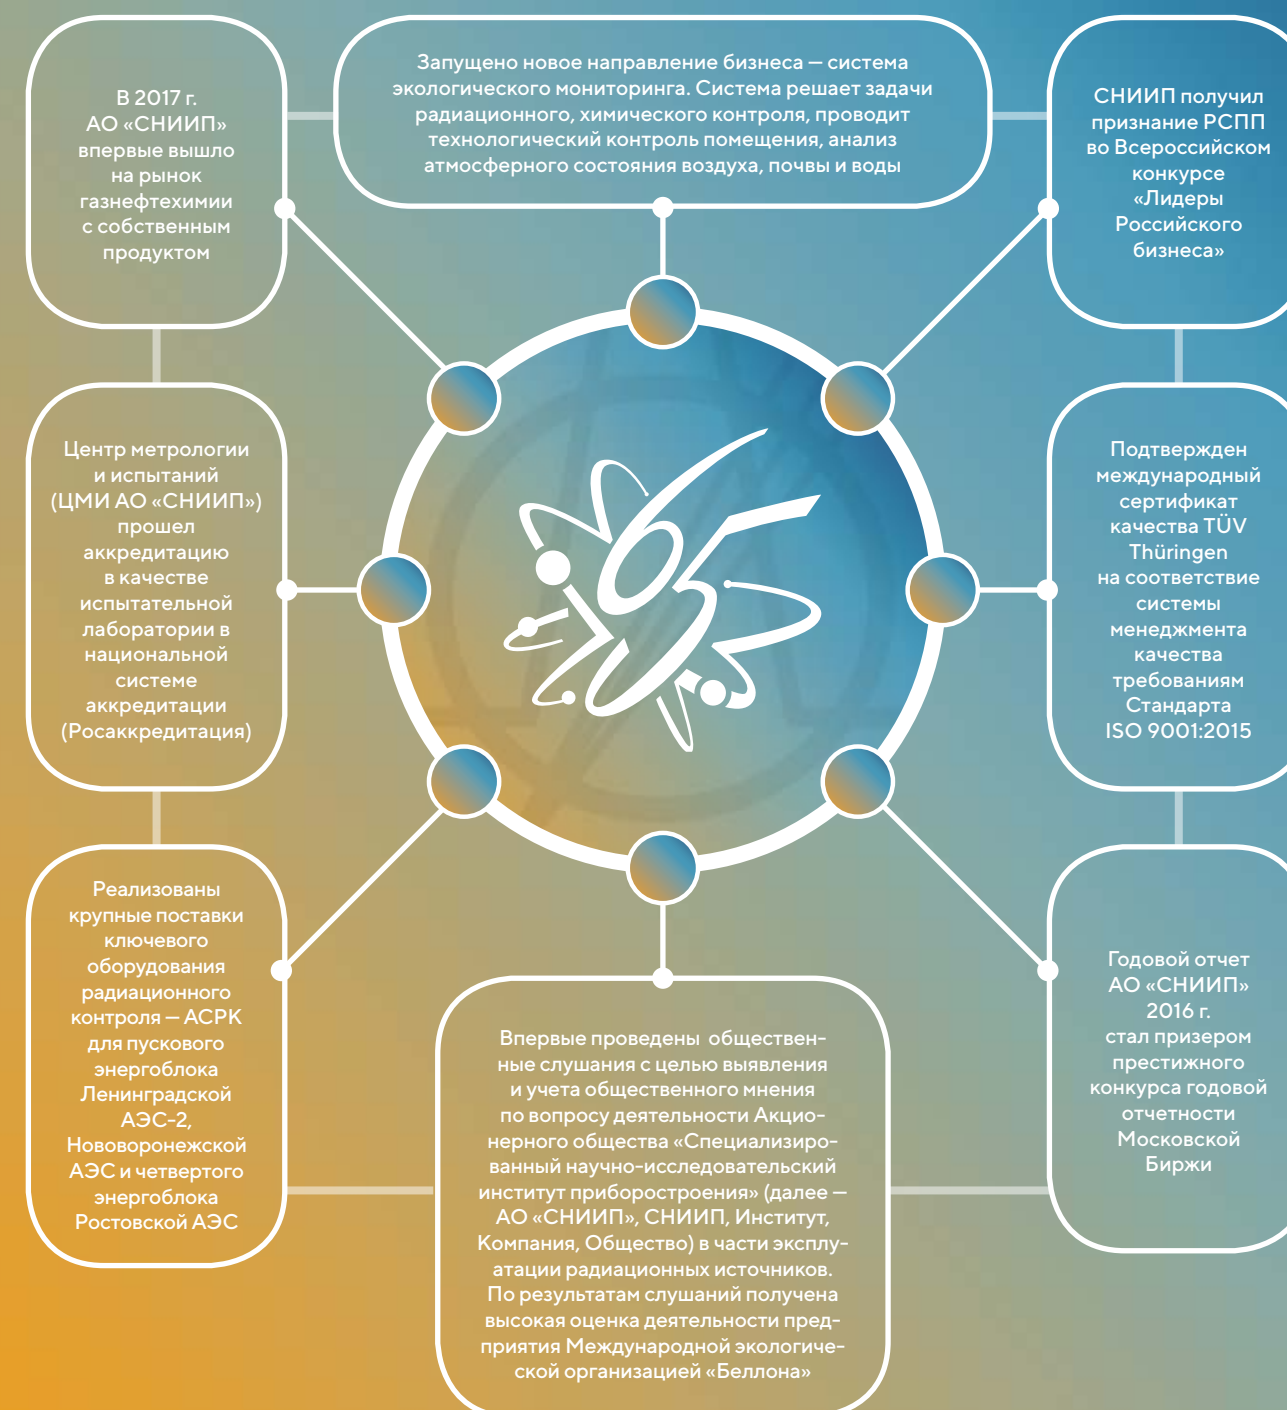 В 2017 г.
АО «СНИИП»
впервые вышло
на рынок
газнефтехимии
с собственным
продуктом
Запущено новое направление бизнеса — система
экологического мониторинга. Система решает задачи
радиационного, химического контроля, проводит
технологический контроль помещения, анализ
атмосферного состояния воздуха, почвы и воды
СНИИП получил
признание РСПП
во Всероссийском
конкурсе
«Лидеры
Российского
бизнеса»
Центр метрологии
и испытаний
(ЦМИ АО «СНИИП»)
прошел
аккредитацию
в качестве
испытательной
лаборатории в
национальной
системе
аккредитации
(Росаккредитация)
Подтвержден
международный
сертификат
качества TÜV
Thüringen
на соответствие
системы
менеджмента
качества
требованиям
Стандарта
ISO 9001:2015
Реализованы
крупные поставки
ключевого
оборудования
радиационного
контроля — АСРК
для пускового
энергоблока
Ленинградской
АЭС-2,
Нововоронежской
АЭС и четвертого
энергоблока
Ростовской АЭС
Впервые проведены общественно-
ные слушания с целью выявления
и учета общественного мнения
по вопросу деятельности Акцио-
нерного общества «Специализиро-
ванный научно-исследовательский
институт приборостроения» (далее —
АО «СНИИП», СНИИП, Институт,
Компания, Общество) в части эксплу-
атации радиационных источников.
По результатам слушаний получена
высокая оценка деятельности пред-
приятия Международной экологиче-
ской организацией «Беллона»
Годовой отчет
АО «СНИИП»
2016 г.
стал призером
престижного
конкурса годовой
отчетности
Московской
Биржи